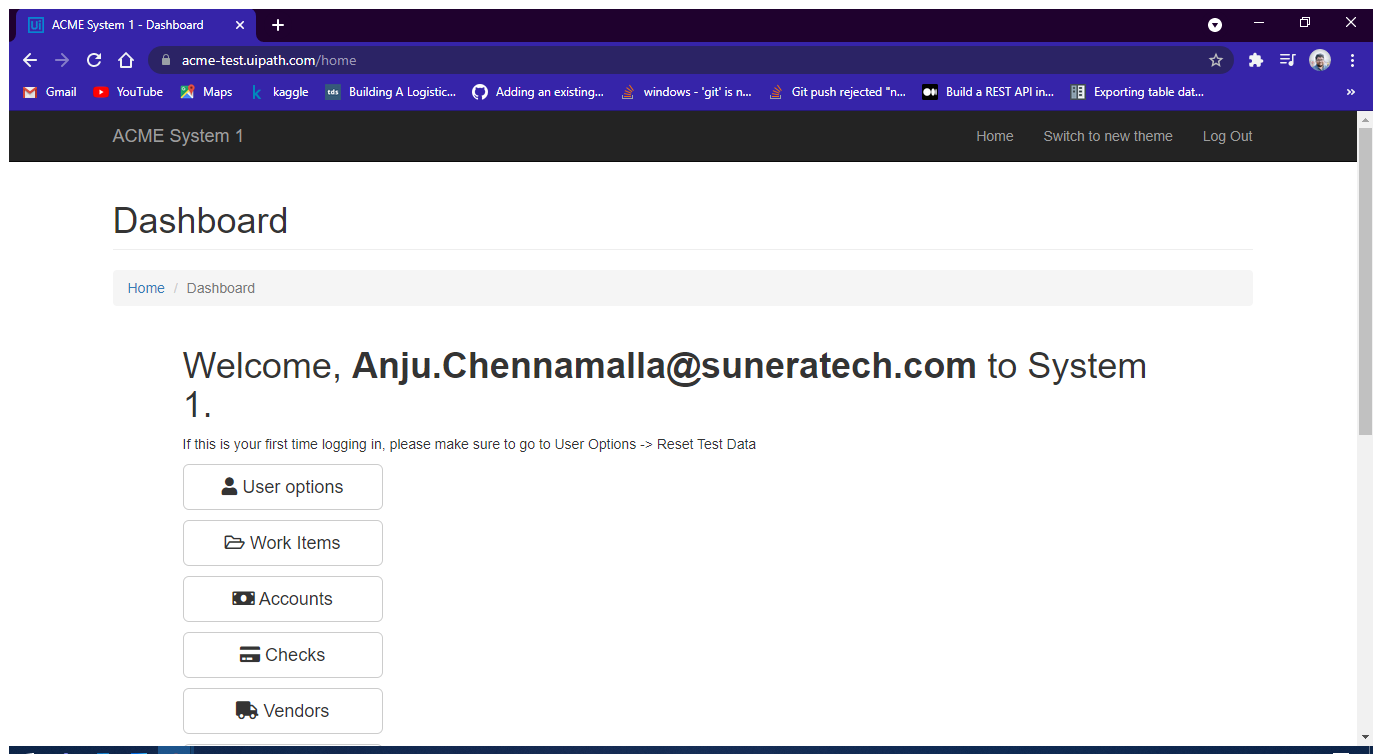 ACME System 1 - Dashboard
acme-test.uipath.com/home
Gmail YouTube Maps kaggle tds Building A Logistic... Adding an existing... windows - 'git' is n... Git push rejected "n... Build a REST API in... Exporting table dat... »
ACME System 1 Home Switch to new theme Log Out
Dashboard
Home / Dashboard
Welcome, Anju.Chennamalla@suneratech.com to System
1.
If this is your first time logging in, please make sure to go to User Options -> Reset Test Data
User options
Work Items
Accounts
Checks
Vendors